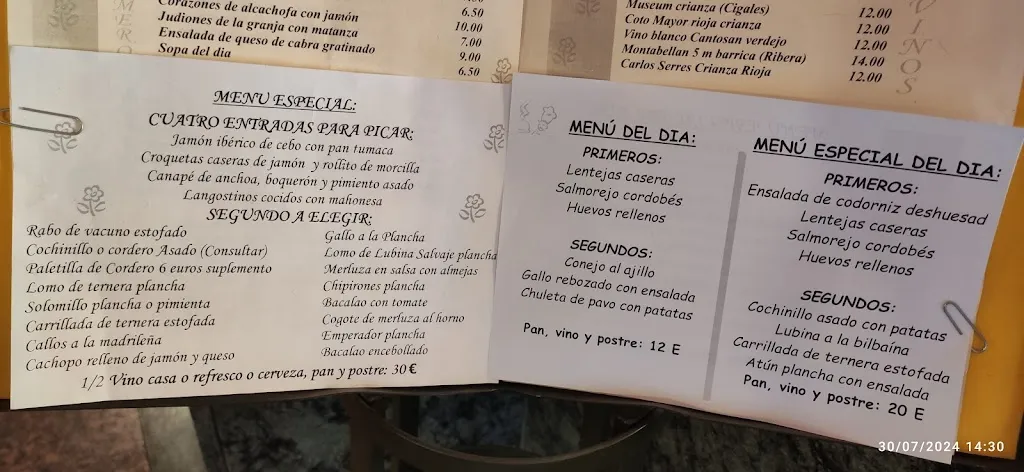 Corazones de alcachofa con jamón
Judiones de la granja con matanza
Ensalada de queso de cabra gratinado
Sopa del dia
6.50
10.00
7.00
9.00
6.50
Museum crianza (Cigales)
Coto Mayor rioja crianza
Vino blanco Cantosan verdejo
Montabellan 5 m barrica (Ribera)
Carlos Serres Crianza Rioja
12.00
12.00
12.00
14.00
12.00
VINOS
MENU ESPECIAL:
CUATRO ENTRADAS PARA PICAR:
Jamón ibérico de cebo con pan tumaca
Croquetas caseras de jamón y rollito de morcilla
Canapé de anchoa, boquerón y pimiento asado
Langostinos cocidos con mahonesa
SEGUNDO A ELEGIR:
Rabo de vacuno estofado
Cochinillo o cordero Asado (Consultar)
Paletilla de Cordero 6 euros suplemento
Lomo de ternera plancha
Solomillo plancha o pimienta
Carrillada de ternera estofada
Callos a la madrileña
Cachopo relleno de jamón y queso
Gallo a la Plancha
Lomo de Lubina Salvaje plancha
Merluza en salsa con almejas
Chipirones plancha
Bacalao con tomate
Cogote de merluza al horno
Emperador plancha
Bacalao encebollado
1/2 Vino casa o refresco o cerveza, pan y postre: 30€
MENÚ DEL DIA:
PRIMEROS:
Lentejas caseras
Salmorejo cordobés
Huevos rellenos
SEGUNDOS:
Conejo al ajillo
Gallo rebozado con ensalada
Chuleta de pavo con patatas
Pan, vino y postre: 12 E
MENÚ ESPECIAL DEL DIA:
PRIMEROS:
Ensalada de codorniz deshuesad
Lentejas caseras
Salmorejo cordobés
Huevos rellenos
SEGUNDOS:
Cochinillo asado con patatas
Lubina a la bilbaína
Carrillada de ternera estofada
Atún plancha con ensalada
Pan, vino y postre: 20 E
30/07/2024 14:30